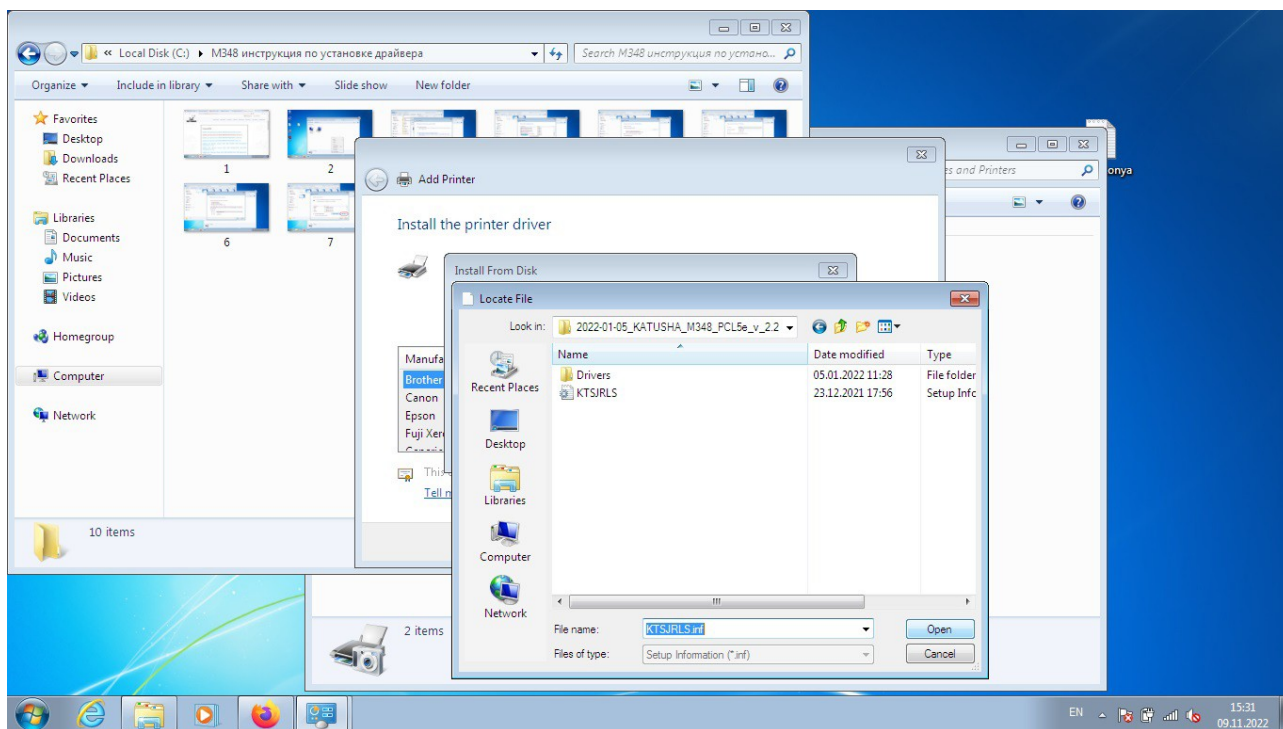 « Local Disk (C:) ▸ M348 инструкция по установке драйвера
Search M348 инструкция по устано...
Organize
Include in library
Share with
Slide show
New folder
Favorites
Desktop
Downloads
Recent Places
Libraries
Documents
Music
Pictures
Videos
Homegroup
Computer
Network
1
2
6
7
10 items
es and Printers
onya
2 items
Add Printer
Install the printer driver
Manufa
Brother
Canon
Epson
Fuji Xer
This
Tell m
Install From Disk
Locate File
Look in:
2022-01-05_KATUSHA_M348_PCL5e_v_2.2
Name
Date modified
Type
Drivers
05.01.2022 11:28
File folder
KTSJRLS
23.12.2021 17:56
Setup Info
Recent Places
Desktop
Libraries
Computer
Network
File name:
KTSJRLS.inf
Open
Files of type:
Setup Information (*.inf)
Cancel
EN
15:31
09.11.2022